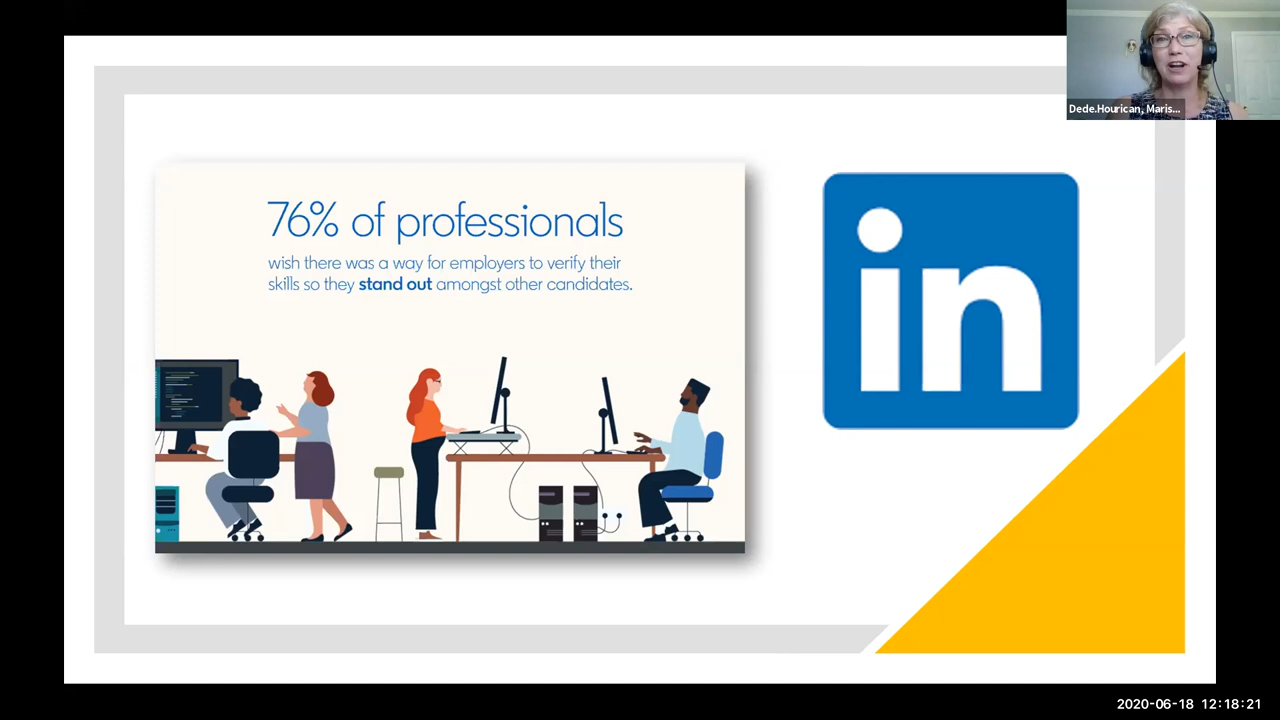 Dede.Hourican, Maris...
76% of professionals
wish there was a way for employers to verify their
skills so they stand out amongst other candidates.
in
2020-06-18 12:18:21